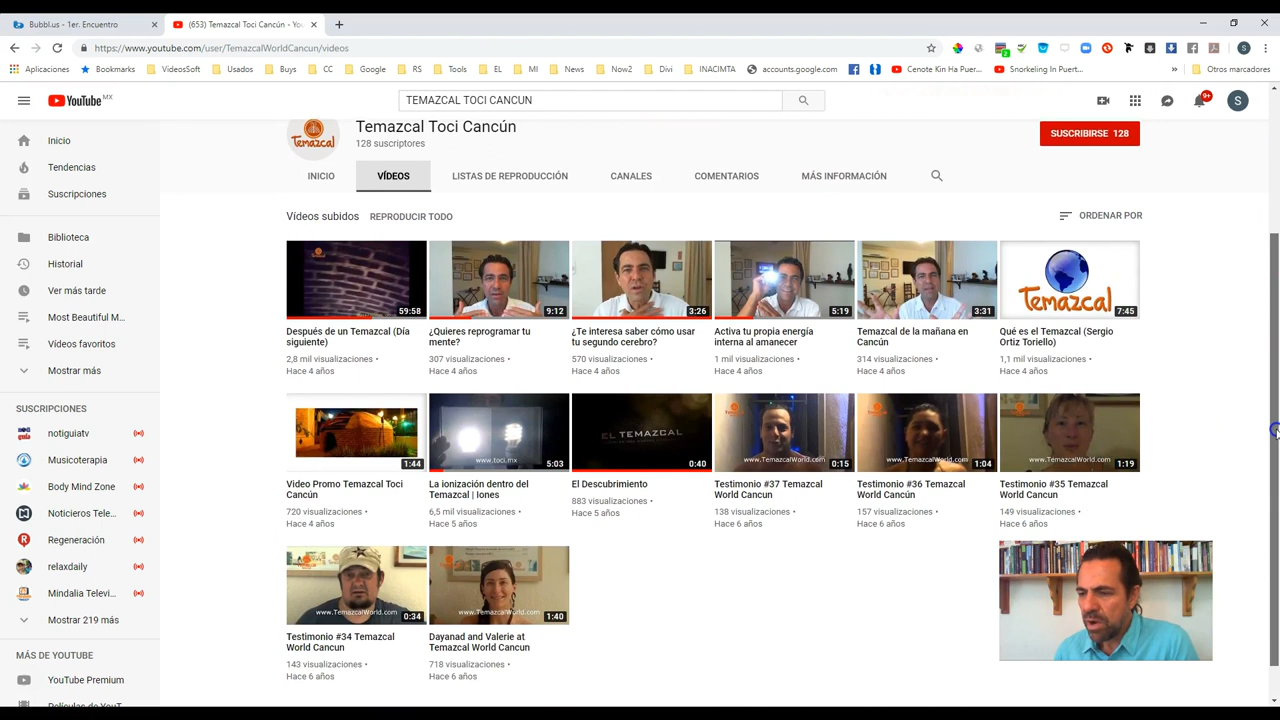 Bubbl.us - 1er. Encuentro
(653) Temazcal Toci Cancún - Yo
https://www.youtube.com/user/TemazcalWorldCancun/videos
Aplicaciones Bookmarks VideosSoft Usados Buys CC Google RS Tools EL MI News Now2 Divi INACIMTA accounts.google.com Cenote Kin Ha Puer... Snorkeling In Puert... » Otros marcadores
YouTube MX
TEMAZCAL TOCI CANCUN
9+
S
Temazcal
Temazcal Toci Cancún
128 suscriptores
SUSCRIBIRSE 128
INICIO VÍDEOS LISTAS DE REPRODUCCIÓN CANALES COMENTARIOS MÁS INFORMACIÓN
Inicio
Tendencias
Suscripciones
Biblioteca
Historial
Ver más tarde
Most Beautiful M...
Vídeos favoritos
Mostrar más
SUSCRIPCIONES
notiguiatv
Musicoterapia
Body Mind Zone
Noticieros Tele...
Regeneración
relaxdaily
Mindalia Televi...
Mostrar 219 más
MÁS DE YOUTUBE
YouTube Premium
Películas de YouT
Vídeos subidos REPRODUCIR TODO
ORDENAR POR
59:58
Después de un Temazcal (Día
siguiente)
2,8 mil visualizaciones •
Hace 4 años
9:12
¿Quieres reprogramar tu
mente?
307 visualizaciones •
Hace 4 años
3:26
¿Te interesa saber cómo usar
tu segundo cerebro?
570 visualizaciones •
Hace 4 años
5:19
Activa tu propia energía
interna al amanecer
1 mil visualizaciones •
Hace 4 años
3:31
Temazcal de la mañana en
Cancún
314 visualizaciones •
Hace 4 años
Temazcal
7:45
Qué es el Temazcal (Sergio
Ortiz Toriello)
1,1 mil visualizaciones •
Hace 4 años
1:44
Video Promo Temazcal Toci
Cancún
720 visualizaciones •
Hace 4 años
www.toci.mx
5:03
La ionización dentro del
Temazcal | Iones
6,5 mil visualizaciones •
Hace 5 años
EL TEMAZCAL
0:40
El Descubrimiento
883 visualizaciones •
Hace 5 años
www.TemazcalWorld.com
0:15
Testimonio #37 Temazcal
World Cancun
138 visualizaciones •
Hace 6 años
www.TemazcalWorld.com
1:04
Testimonio #36 Temazcal
World Cancún
157 visualizaciones •
Hace 6 años
www.TemazcalWorld.com
1:19
Testimonio #35 Temazcal
World Cancun
149 visualizaciones •
Hace 6 años
www.TemazcalWorld.com
0:34
Testimonio #34 Temazcal
World Cancun
143 visualizaciones •
Hace 6 años
www.TemazcalWorld.com
1:40
Dayanad and Valerie at
Temazcal World Cancun
718 visualizaciones •
Hace 6 años